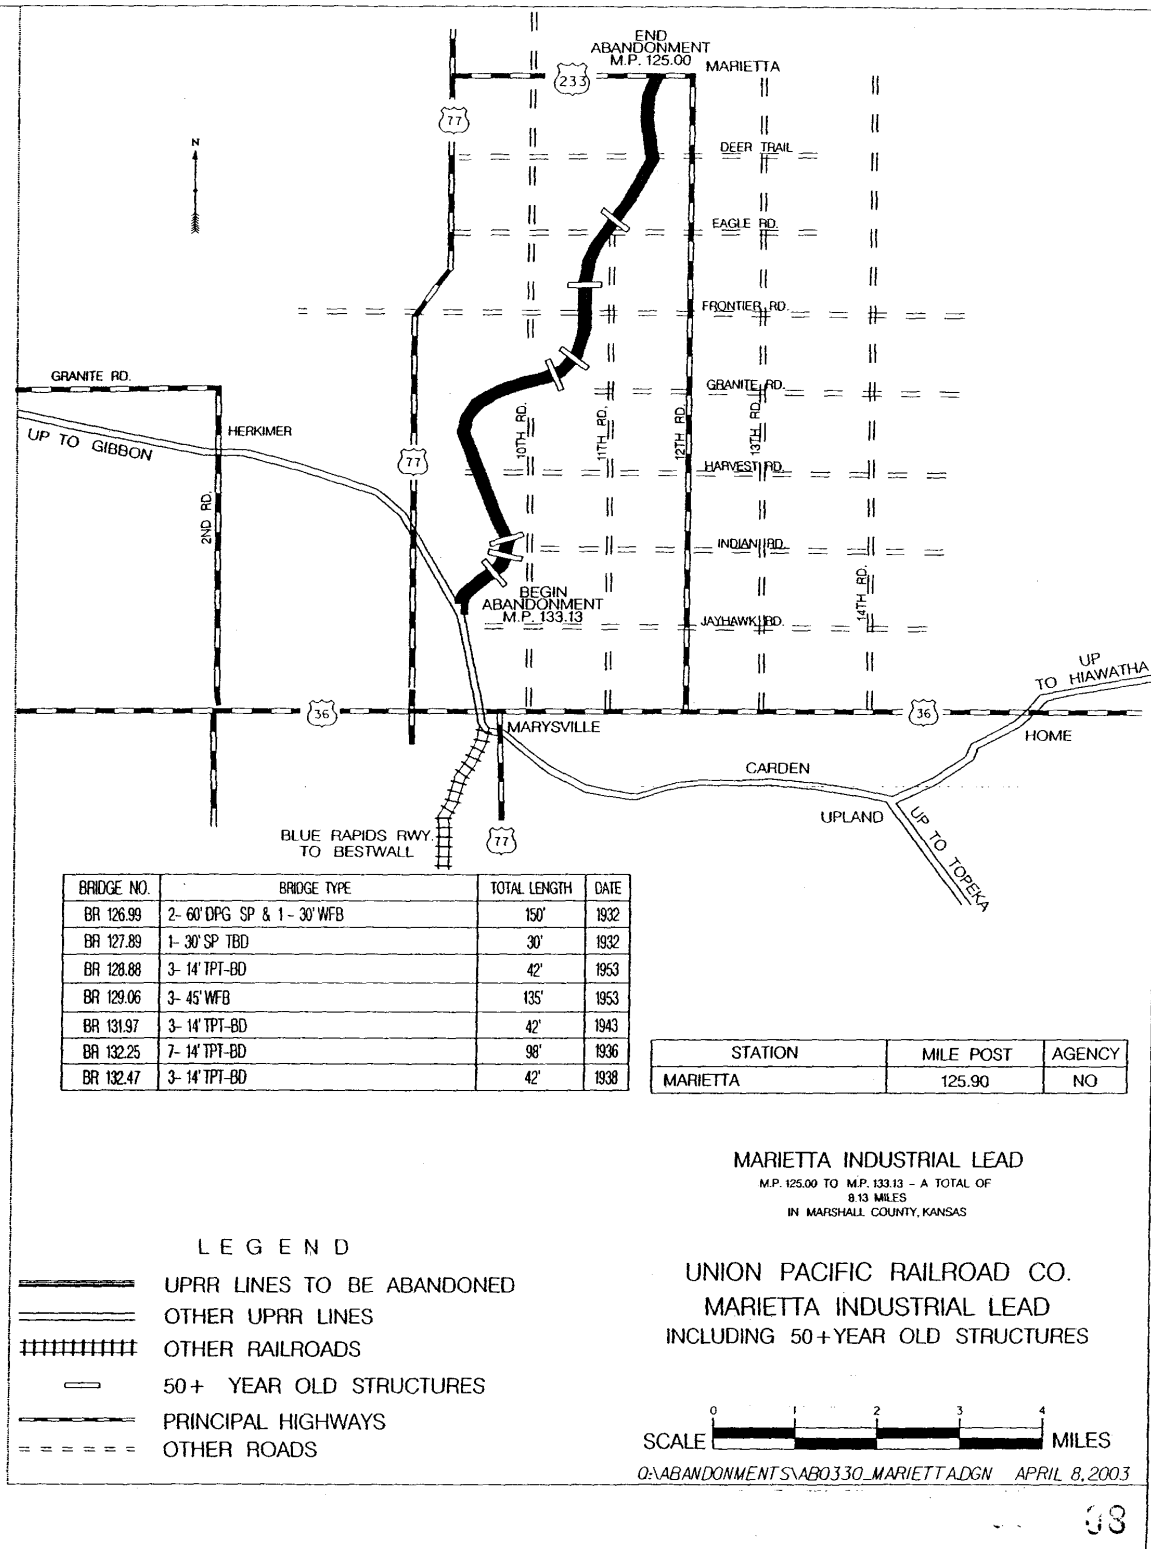 END
ABANDONMENT
M.P. 125.00
MARIETTA
233
77
N
DEER TRAIL
EAGLE RD.
FRONTIER RD.
GRANITE RD.
GRANITE RD.
UP TO GIBBON
HERKIMER
2ND RD.
77
10TH RD.
11TH RD.
12TH RD.
13TH RD.
HARVEST RD.
INDIAN RD.
14TH RD.
BEGIN
ABANDONMENT
M.P. 133.13
JAYHAWK RD.
UP
TO HIAWATHA
36
36
MARYSVILLE
HOME
CARDEN
UPLAND
UP TO TOPEKA
BLUE RAPIDS RWY.
TO BESTWALL
77
BRIDGE NO. BRIDGE TYPE TOTAL LENGTH DATE
BR 126.99 2- 60' DPG SP & 1 - 30' WFB 150' 1932
BR 127.89 1- 30' SP TBD 30' 1932
BR 128.88 3- 14' TPT-BD 42' 1953
BR 129.06 3- 45' WFB 135' 1953
BR 131.97 3- 14' TPT-BD 42' 1943
BR 132.25 7- 14' TPT-BD 98' 1936
BR 132.47 3- 14' TPT-BD 42' 1938
STATION MILE POST AGENCY
MARIETTA 125.90 NO
MARIETTA INDUSTRIAL LEAD
M.P. 125.00 TO M.P. 133.13 - A TOTAL OF
8.13 MILES
IN MARSHALL COUNTY, KANSAS
LEGEND
UPRR LINES TO BE ABANDONED
OTHER UPRR LINES
OTHER RAILROADS
50+ YEAR OLD STRUCTURES
PRINCIPAL HIGHWAYS
OTHER ROADS
UNION PACIFIC RAILROAD CO.
MARIETTA INDUSTRIAL LEAD
INCLUDING 50+YEAR OLD STRUCTURES
0 1 2 3 4
SCALE MILES
O:\ABANDONMENTS\AB0330_MARIETTA.DGN APRIL 8, 2003